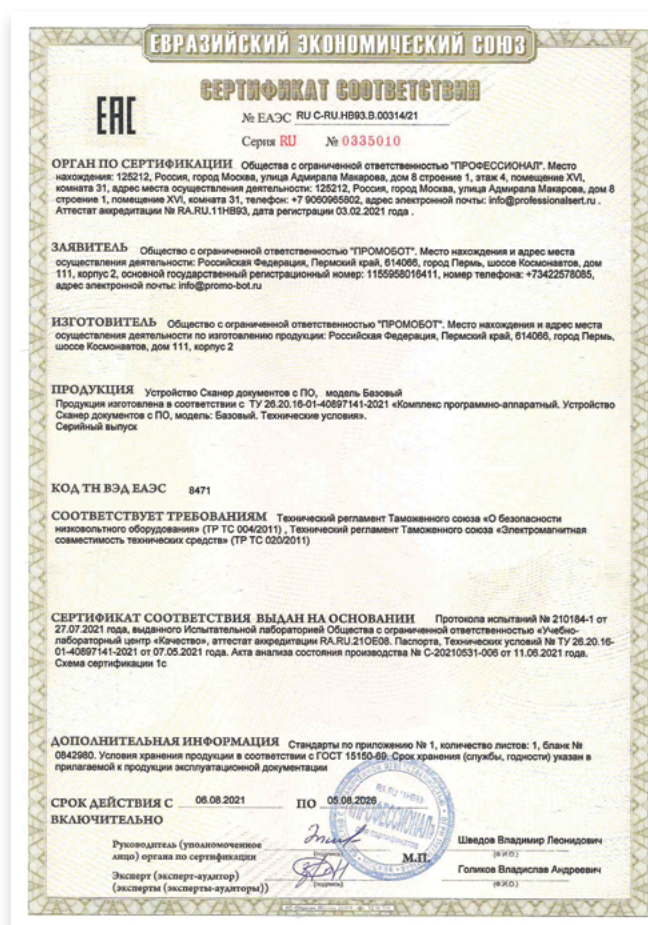 ЕВРАЗИЙСКИЙ ЭКОНОМИЧЕСКИЙ СОЮЗ
СЕРТИФИКАТ СООТВЕТСТВИЯ
ЕАС
№ ЕАЭС RU C-RU.НВ93.В.00314/21
Серия RU № 0335010
ОРГАН ПО СЕРТИФИКАЦИИ Общества с ограниченной ответственностью "ПРОФЕССИОНАЛ". Место
нахождения: 125212, Россия, город Москва, улица Адмирала Макарова, дом 8 строение 1, этаж 4, помещение XVI,
комната 31, адрес места осуществления деятельности: 125212, Россия, город Москва, улица Адмирала Макарова, дом 8
строение 1, помещение XVI, комната 31, телефон: +7 9060965802, адрес электронной почты: info@professionalsert.ru .
Аттестат аккредитации № RA.RU.11НВ93, дата регистрации 03.02.2021 года .
ЗАЯВИТЕЛЬ Общество с ограниченной ответственностью "ПРОМОБОТ". Место нахождения и адрес места
осуществления деятельности: Российская Федерация, Пермский край, 614066, город Пермь, шоссе Космонавтов, дом
111, корпус 2, основной государственный регистрационный номер: 1155958016411, номер телефона: +73422578085,
адрес электронной почты: info@promo-bot.ru
ИЗГОТОВИТЕЛЬ Общество с ограниченной ответственностью "ПРОМОБОТ". Место нахождения и адрес места
осуществления деятельности по изготовлению продукции: Российская Федерация, Пермский край, 614066, город Пермь,
шоссе Космонавтов, дом 111, корпус 2
ПРОДУКЦИЯ Устройство Сканер документов с ПО, модель Базовый
Продукция изготовлена в соответствии с ТУ 26.20.16-01-40897141-2021 «Комплекс программно-аппаратный. Устройство
Сканер документов с ПО, модель: Базовый. Технические условия».
Серийный выпуск
КОД ТН ВЭД ЕАЭС 8471
СООТВЕТСТВУЕТ ТРЕБОВАНИЯМ Технический регламент Таможенного союза «О безопасности
низковольтного оборудования» (ТР ТС 004/2011) , Технический регламент Таможенного союза «Электромагнитная
совместимость технических средств» (ТР ТС 020/2011)
СЕРТИФИКАТ СООТВЕТСТВИЯ ВЫДАН НА ОСНОВАНИИ Протокола испытаний № 210184-1 от
27.07.2021 года, выданного Испытательной лабораторией Общества с ограниченной ответственностью «Учебно-
лабораторный центр «Качество», аттестат аккредитации RA.RU.21ОЕ08. Паспорта, Технических условий № ТУ 26.20.16-
01-40897141-2021 от 07.05.2021 года. Акта анализа состояния производства № С-20210531-006 от 11.06.2021 года.
Схема сертификации 1с
ДОПОЛНИТЕЛЬНАЯ ИНФОРМАЦИЯ Стандарты по приложению № 1, количество листов: 1, бланк №
0842980. Условия хранения продукции в соответствии с ГОСТ 15150-69. Срок хранения (службы, годности) указан в
прилагаемой к продукции эксплуатационной документации
СРОК ДЕЙСТВИЯ С 06.08.2021 ПО 05.08.2026
ВКЛЮЧИТЕЛЬНО
RA.RU.11НВ93
«ПРОФЕССИОНАЛ»
Руководитель (уполномоченное
лицо) органа по сертификации (подпись) М.П. Шведов Владимир Леонидович (Ф.И.О.)
Эксперт (эксперт-аудитор)
(эксперты (эксперты-аудиторы)) (подпись) Голиков Владислав Андреевич (Ф.И.О.)